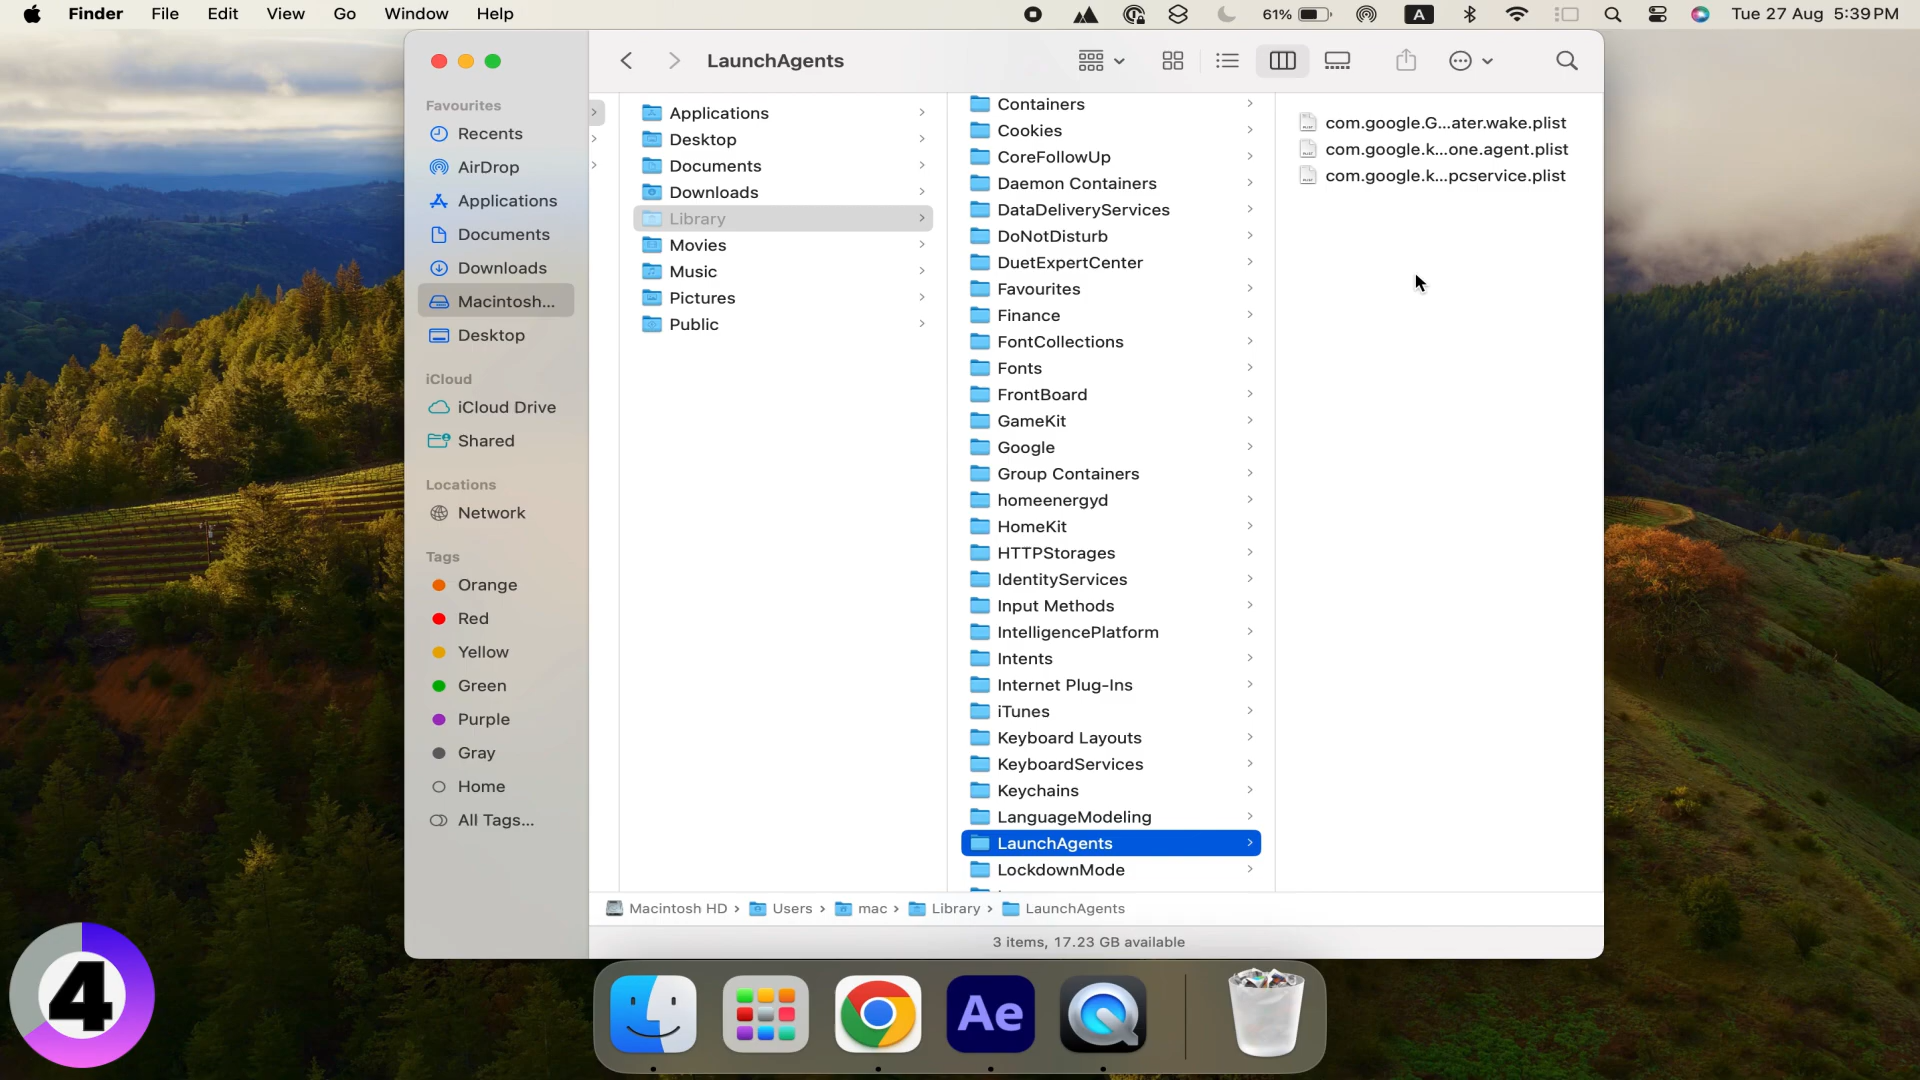 Finder File Edit View Go Window Help
61% A Tue 27 Aug 5:39 PM
LaunchAgents
Favourites
Recents
AirDrop
Applications
Documents
Downloads
Macintosh...
Desktop
iCloud
iCloud Drive
Shared
Locations
Network
Tags
Orange
Red
Yellow
Green
Purple
Gray
Home
All Tags...
Applications
Desktop
Documents
Downloads
Library
Movies
Music
Pictures
Public
Containers
Cookies
CoreFollowUp
Daemon Containers
DataDeliveryServices
DoNotDisturb
DuetExpertCenter
Favourites
Finance
FontCollections
Fonts
FrontBoard
GameKit
Google
Group Containers
homeenergyd
HomeKit
HTTPStorages
IdentityServices
Input Methods
IntelligencePlatform
Intents
Internet Plug-Ins
iTunes
Keyboard Layouts
KeyboardServices
Keychains
LanguageModeling
LaunchAgents
LockdownMode
com.google.G...ater.wake.plist
com.google.k...one.agent.plist
com.google.k...pcservice.plist
Macintosh HD › Users › mac › Library › LaunchAgents
3 items, 17.23 GB available
4
Ae